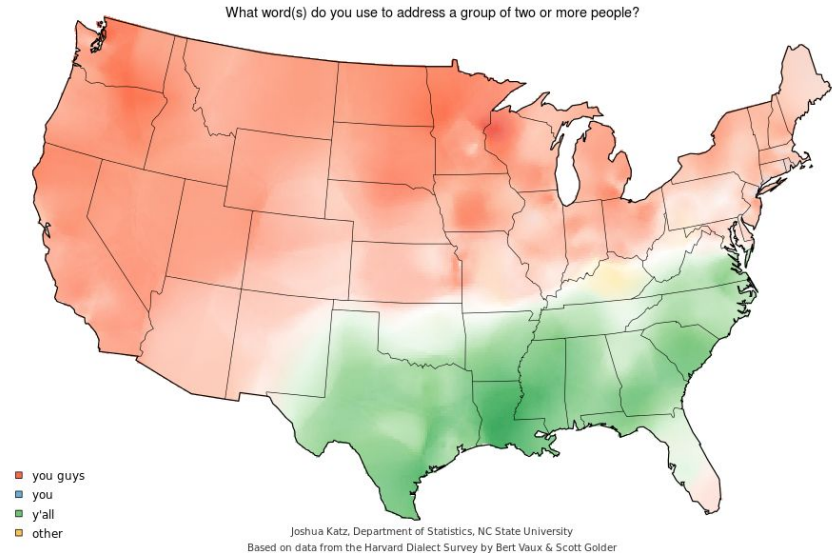 What word(s) do you use to address a group of two or more people?
you guys
you
y'all
other
Joshua Katz, Department of Statistics, NC State University
Based on data from the Harvard Dialect Survey by Bert Vaux & Scott Golder